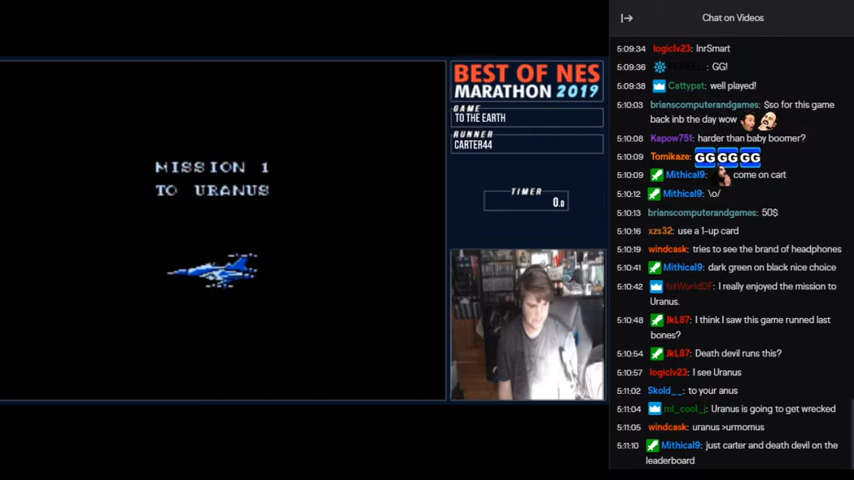 Chat on Videos
MISSION 1
TO URANUS
BEST OF NES
MARATHON 2019
GAME
TO THE EARTH
RUNNER
CARTER44
TIMER
0.0
5:09:34 logiclv23: lnrSmart
5:09:36 GG!
5:09:38 Cattypat: well played!
5:10:03 brianscomputerandgames: $so for this game
back inb the day wow
5:10:08 Kapow751: harder than baby boomer?
5:10:09 Tomikaze: GG GG GG
5:10:09 Mithical9: come on cart
5:10:12 Mithical9: \o/
5:10:13 brianscomputerandgames: 50$
5:10:16 xzs32: use a 1-up card
5:10:19 windcask: tries to see the brand of headphones
5:10:41 Mithical9: dark green on black nice choice
5:10:42 1stWorldDF: I really enjoyed the mission to
Uranus.
5:10:48 JkL87: I think I saw this game runned last
bones?
5:10:54 JkL87: Death devil runs this?
5:10:57 logiclv23: I see Uranus
5:11:02 Skold__: to your anus
5:11:04 ml_cool_j: Uranus is going to get wrecked
5:11:05 windcask: uranus >urmomus
5:11:10 Mithical9: just carter and death devil on the
leaderboard